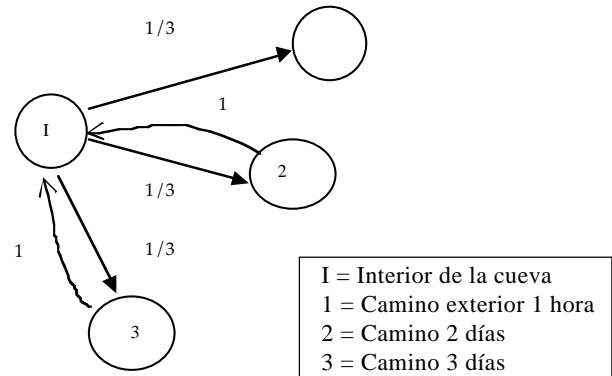 1/3
1
I
2
1/3
1
1/3
3
I = Interior de la cueva
1 = Camino exterior 1 hora
2 = Camino 2 días
3 = Camino 3 días